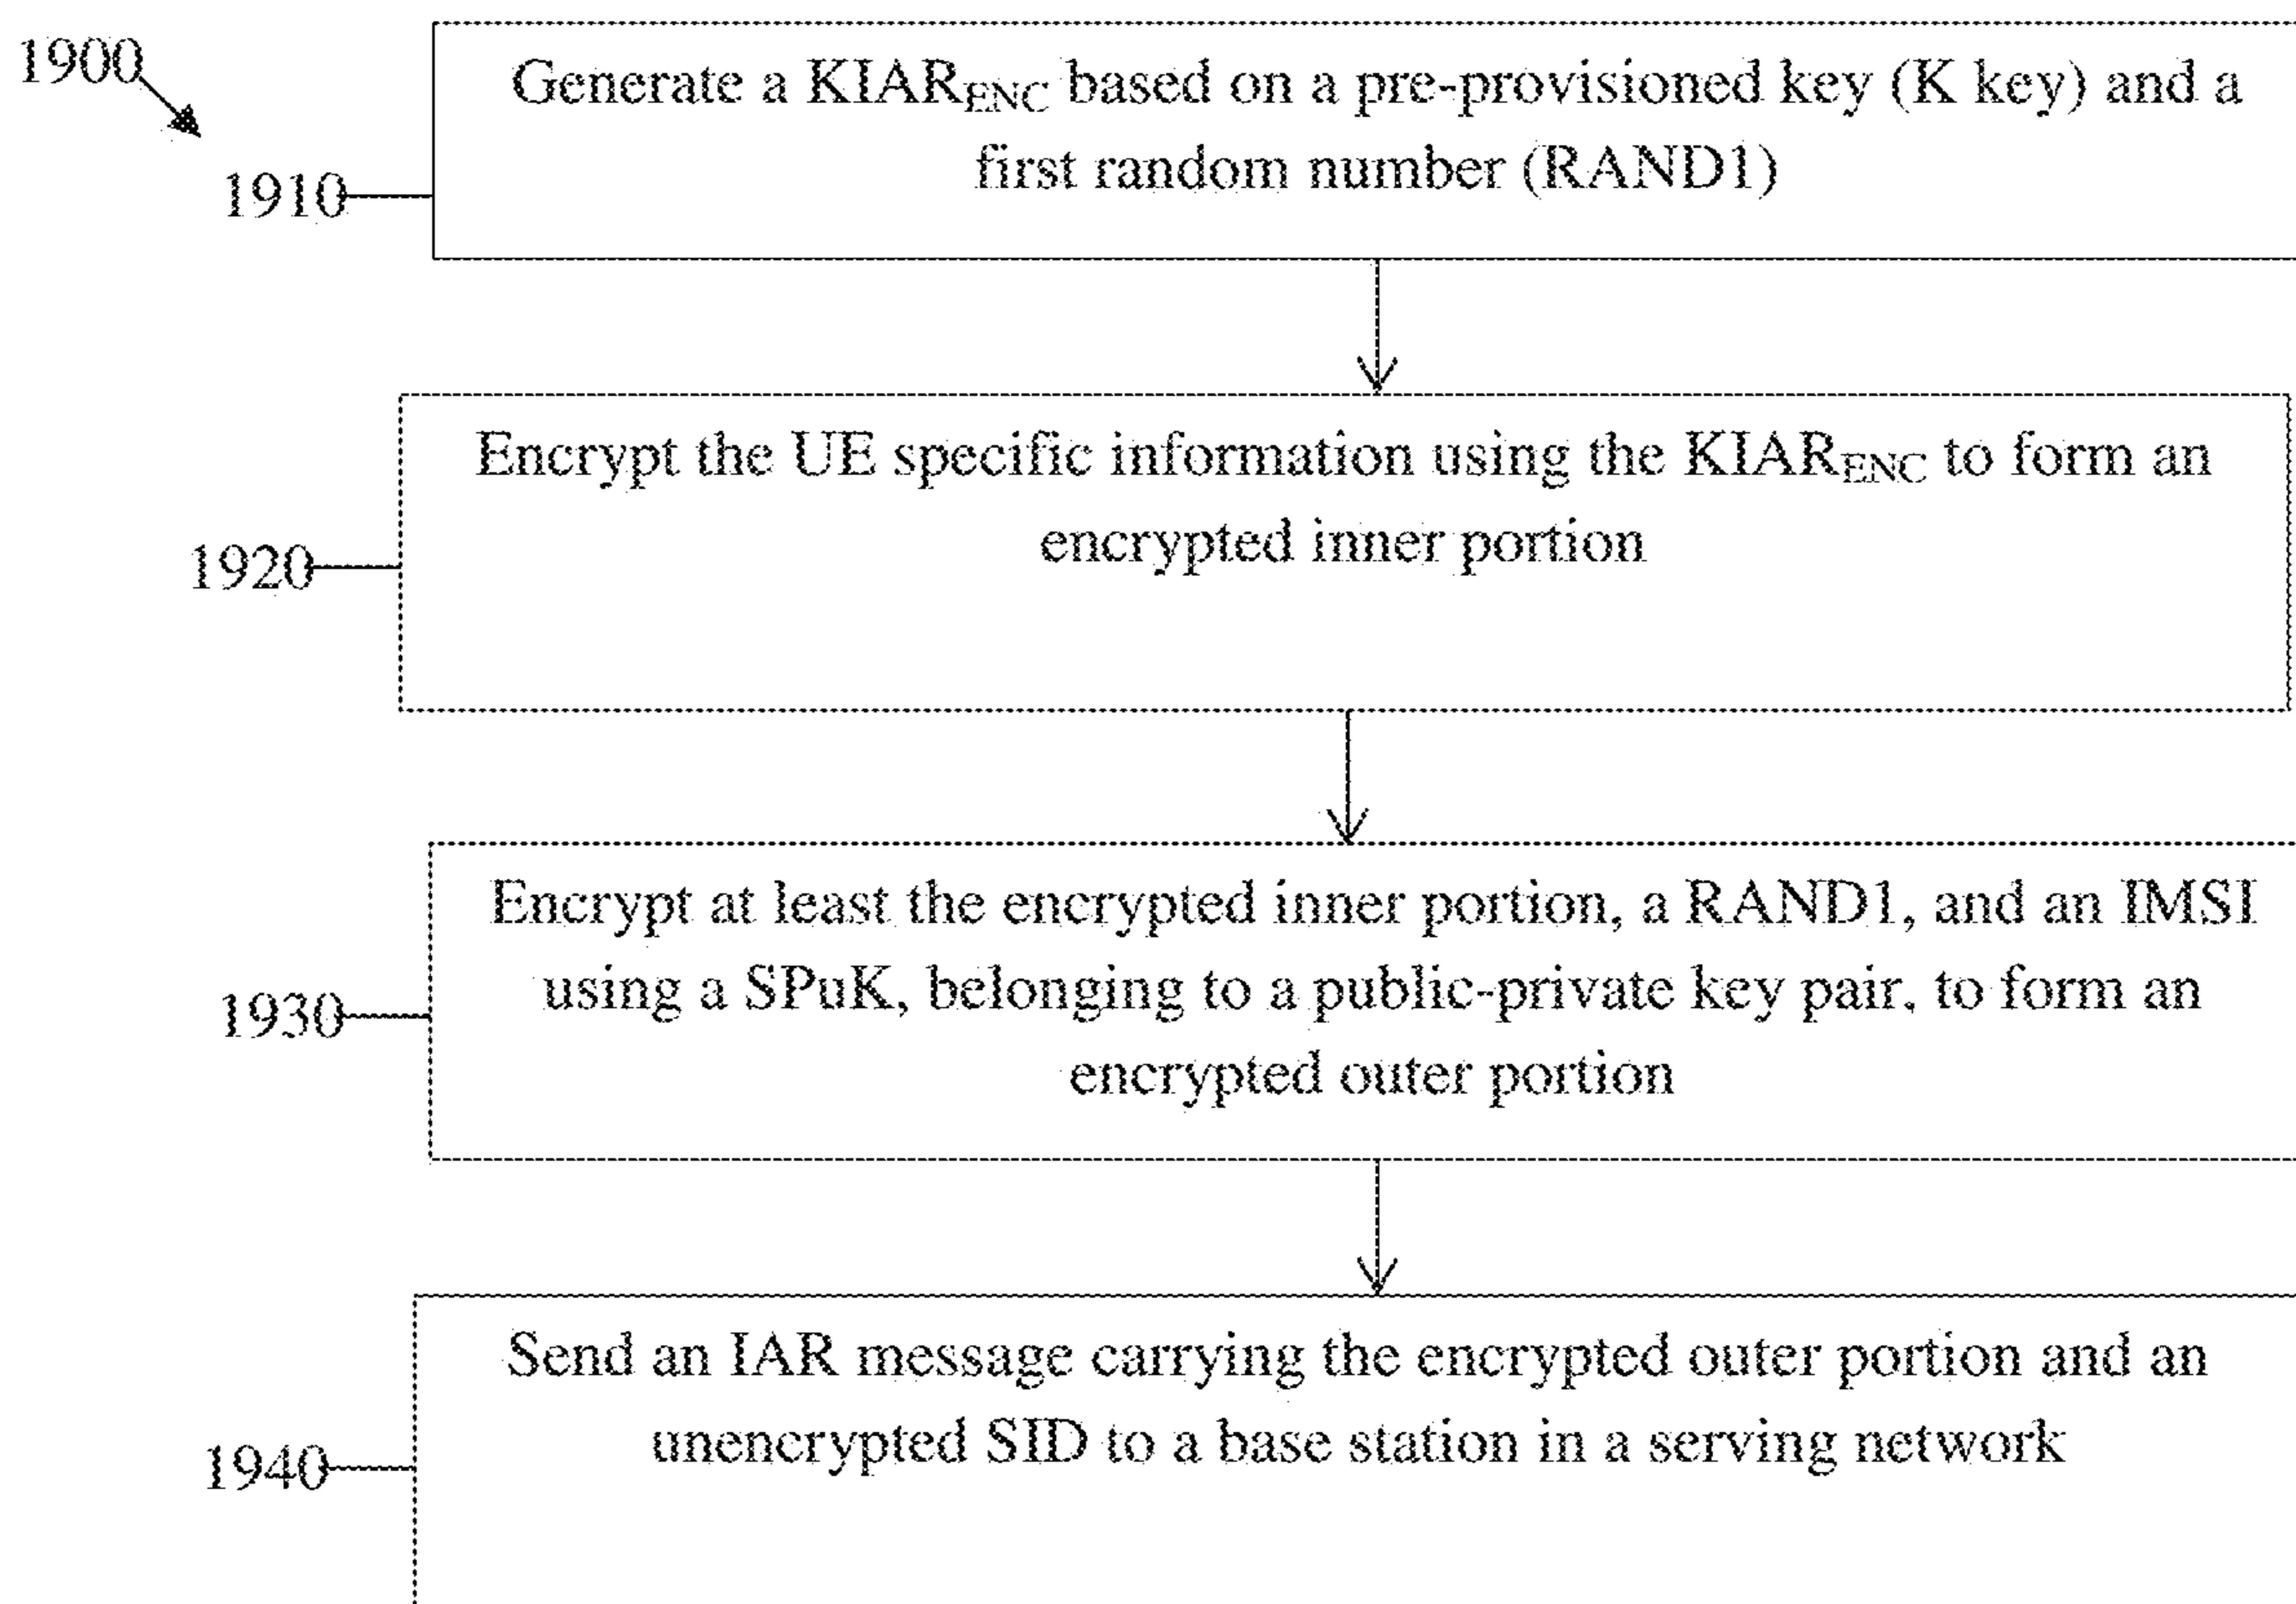 1900
Generate a KIARENC based on a pre-provisioned key (K key) and a
first random number (RAND1)
1910
Encrypt the UE specific information using the KIARENC to form an
encrypted inner portion
1920
Encrypt at least the encrypted inner portion, a RAND1, and an IMSI
using a SPuK, belonging to a public-private key pair, to form an
encrypted outer portion
1930
Send an IAR message carrying the encrypted outer portion and an
unencrypted SID to a base station in a serving network
1940